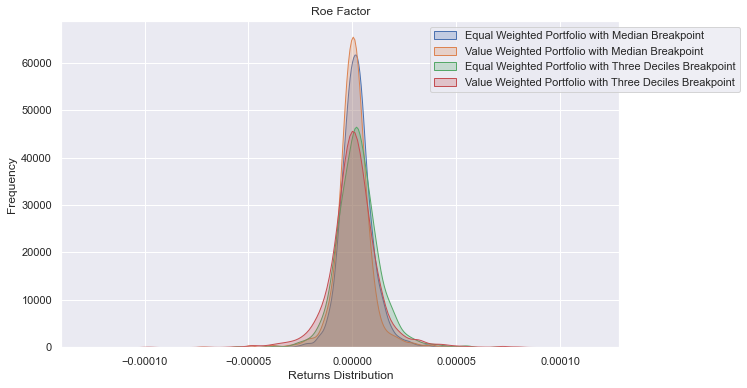 Roe Factor
Equal Weighted Portfolio with Median Breakpoint
Value Weighted Portfolio with Median Breakpoint
Equal Weighted Portfolio with Three Deciles Breakpoint
Value Weighted Portfolio with Three Deciles Breakpoint
Frequency
60000
50000
40000
30000
20000
10000
0
−0.00010 −0.00005 0.00000 0.00005 0.00010
Returns Distribution